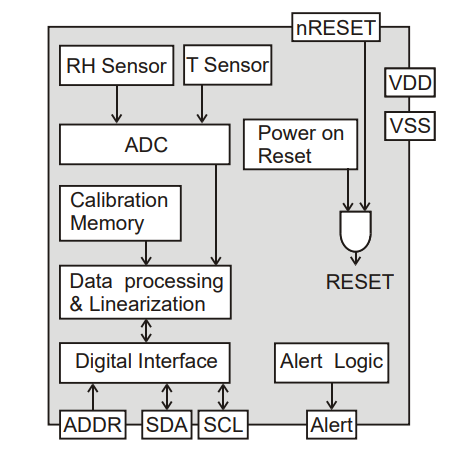 nRESET
RH Sensor
T Sensor
VDD
VSS
ADC
Power on
Reset
Calibration
Memory
RESET
Data processing
& Linearization
Digital Interface
Alert Logic
ADDR
SDA
SCL
Alert